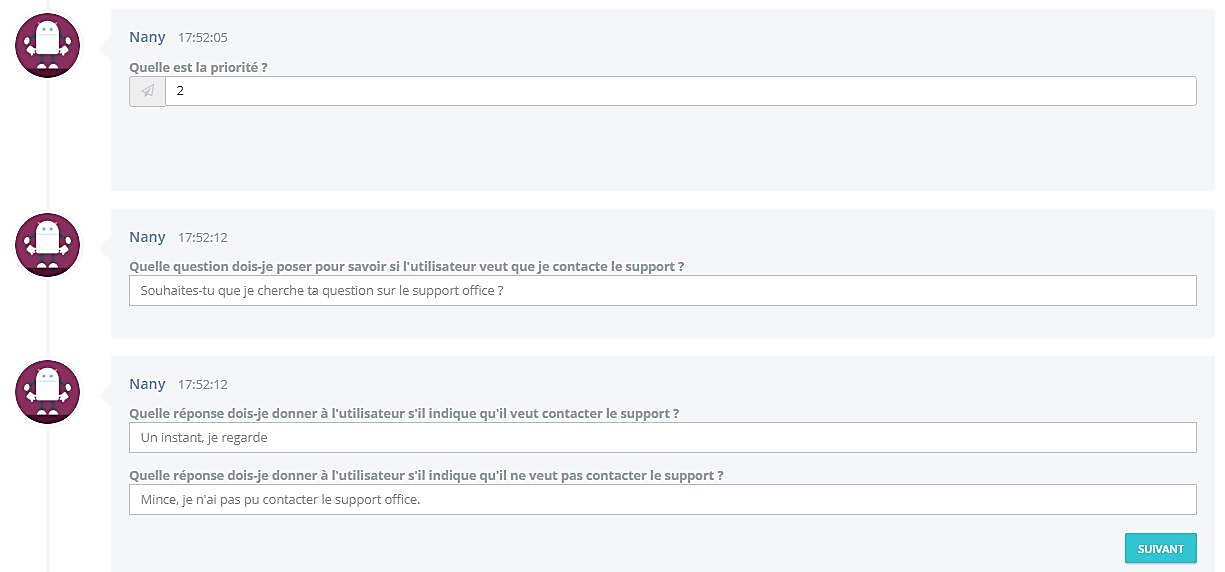 Nany 17:52:05
Quelle est la priorité ?
2
Nany 17:52:12
Quelle question dois-je poser pour savoir si l'utilisateur veut que je contacte le support ?
Souhaites-tu que je cherche ta question sur le support office ?
Nany 17:52:12
Quelle réponse dois-je donner à l'utilisateur s'il indique qu'il veut contacter le support ?
Un instant, je regarde
Quelle réponse dois-je donner à l'utilisateur s'il indique qu'il ne veut pas contacter le support ?
Mince, je n'ai pas pu contacter le support office.
SUIVANT